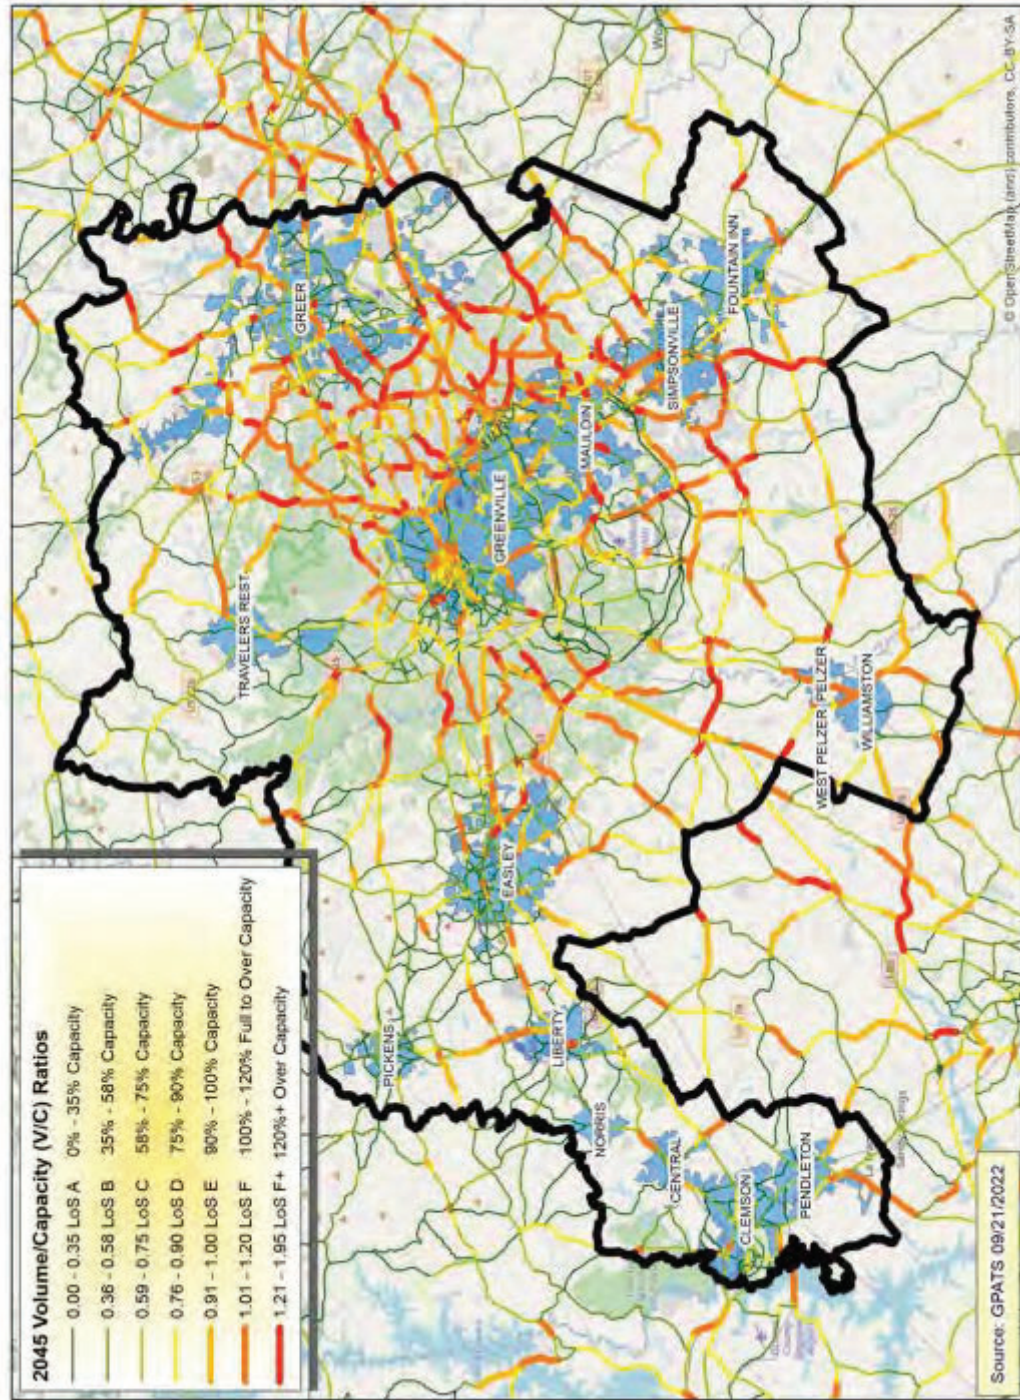 2045 Volume/Capacity (V/C) Ratios
0.00 - 0.35 LoS A 0% - 35% Capacity
0.36 - 0.58 LoS B 35% - 58% Capacity
0.59 - 0.75 LoS C 58% - 75% Capacity
0.76 - 0.90 LoS D 75% - 90% Capacity
0.91 - 1.00 LoS E 90% - 100% Capacity
1.01 - 1.20 LoS F 100% - 120% Full to Over Capacity
1.21 - 1.95 LoS F+ 120%+ Over Capacity
TRAVELERS REST
GREER
PICKENS
EASLEY
GREENVILLE
LIBERTY
MAULDIN
NORRIS
SIMPSONVILLE
CENTRAL
FOUNTAIN INN
CLEMSON
PENDLETON
WEST PELZER
PELZER
WILLIAMSTON
Source: GPATS 09/21/2022
© OpenStreetMap (and) contributors, CC-BY-SA